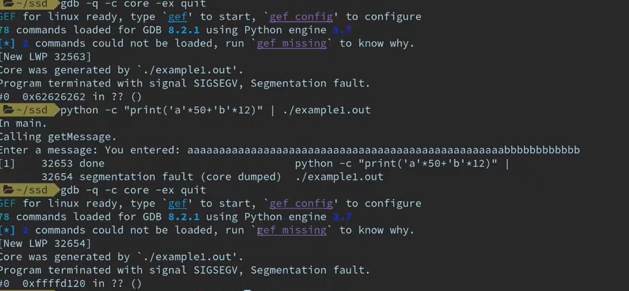 ~/ssd gdb -q -c core -ex quit
GEF for linux ready, type `gef' to start, `gef config' to configure
78 commands loaded for GDB 8.2.1 using Python engine 3.7
[*] 2 commands could not be loaded, run `gef missing` to know why.
[New LWP 32563]
Core was generated by `./example1.out'.
Program terminated with signal SIGSEGV, Segmentation fault.
#0 0x62626262 in ?? ()
~/ssd python -c "print('a'*50+'b'*12)" | ./example1.out
In main.
Calling getMessage.
Enter a message: You entered: aaaaaaaaaaaaaaaaaaaaaaaaaaaaaaaaaaaaaaaaaaaaaaaaaabbbbbbbbbbbb
[1] 32653 done python -c "print('a'*50+'b'*12)" |
32654 segmentation fault (core dumped) ./example1.out
~/ssd gdb -q -c core -ex quit
GEF for linux ready, type `gef' to start, `gef config' to configure
78 commands loaded for GDB 8.2.1 using Python engine 3.7
[*] 2 commands could not be loaded, run `gef missing` to know why.
[New LWP 32654]
Core was generated by `./example1.out'.
Program terminated with signal SIGSEGV, Segmentation fault.
#0 0xffffd120 in ?? ()